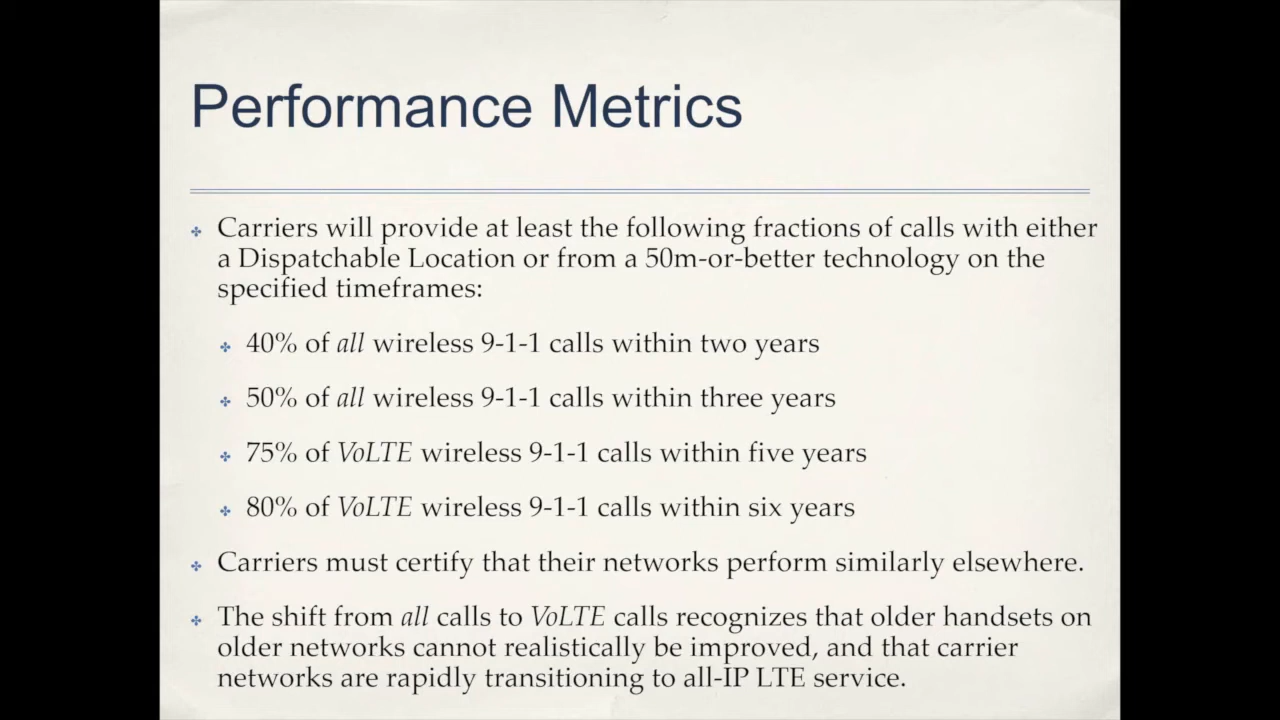 Performance Metrics
Carriers will provide at least the following fractions of calls with either
a Dispatchable Location or from a 50m-or-better technology on the
specified timeframes:
40% of all wireless 9-1-1 calls within two years
50% of all wireless 9-1-1 calls within three years
75% of VoLTE wireless 9-1-1 calls within five years
80% of VoLTE wireless 9-1-1 calls within six years
Carriers must certify that their networks perform similarly elsewhere.
The shift from all calls to VoLTE calls recognizes that older handsets on
older networks cannot realistically be improved, and that carrier
networks are rapidly transitioning to all-IP LTE service.